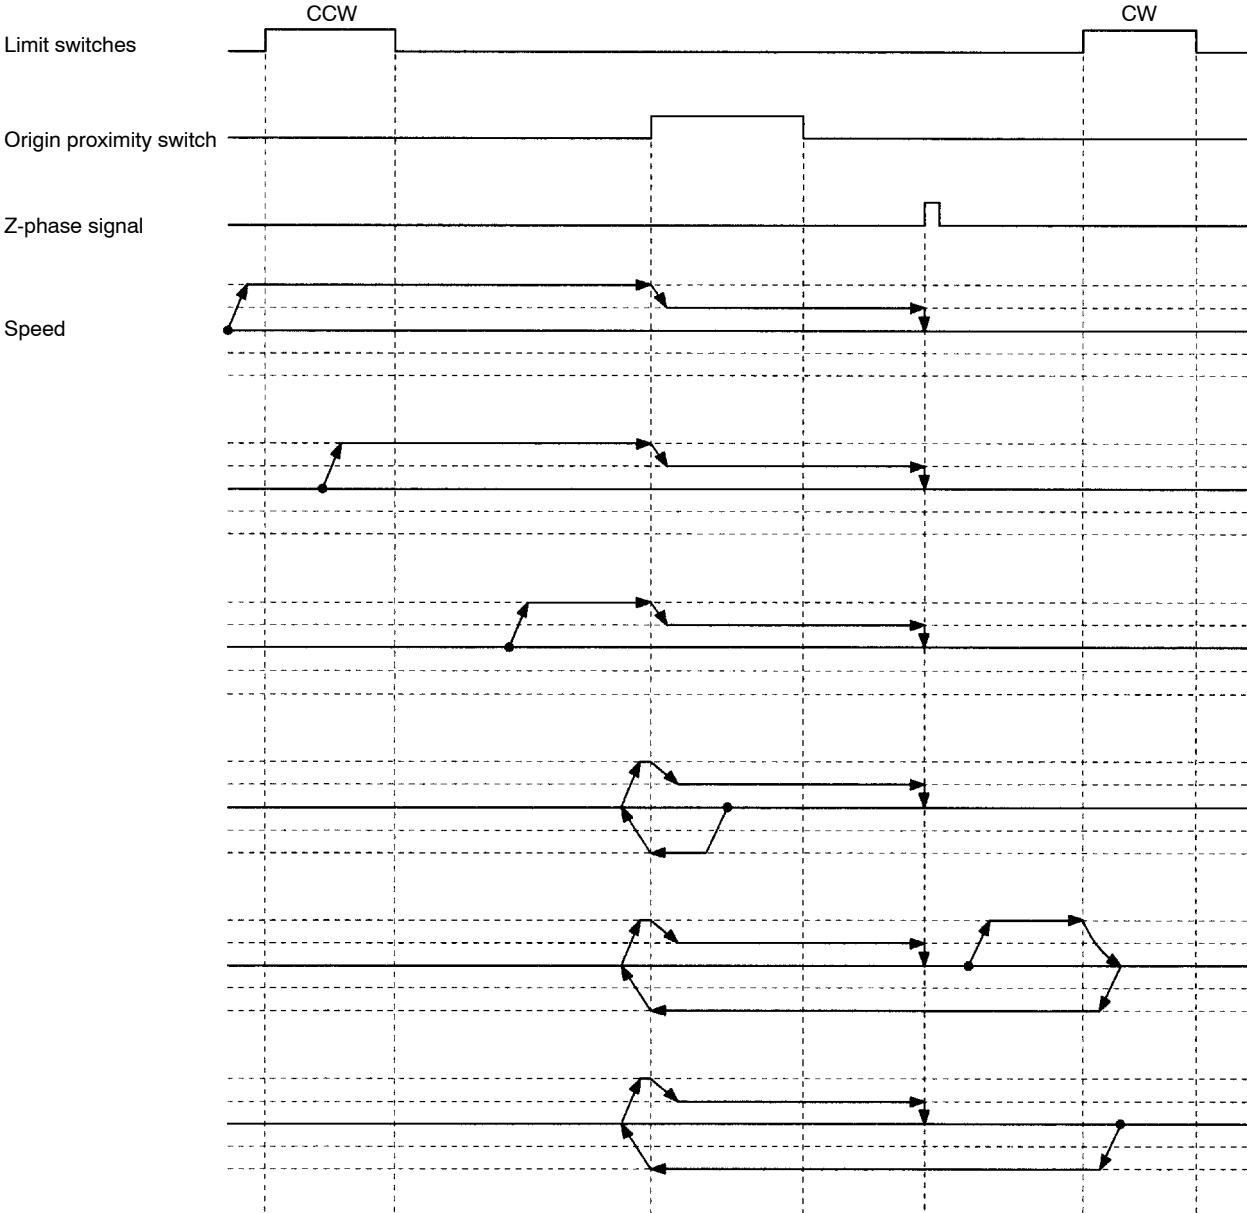 CCW
CW
Limit switches
Origin proximity switch
Z-phase signal
Speed